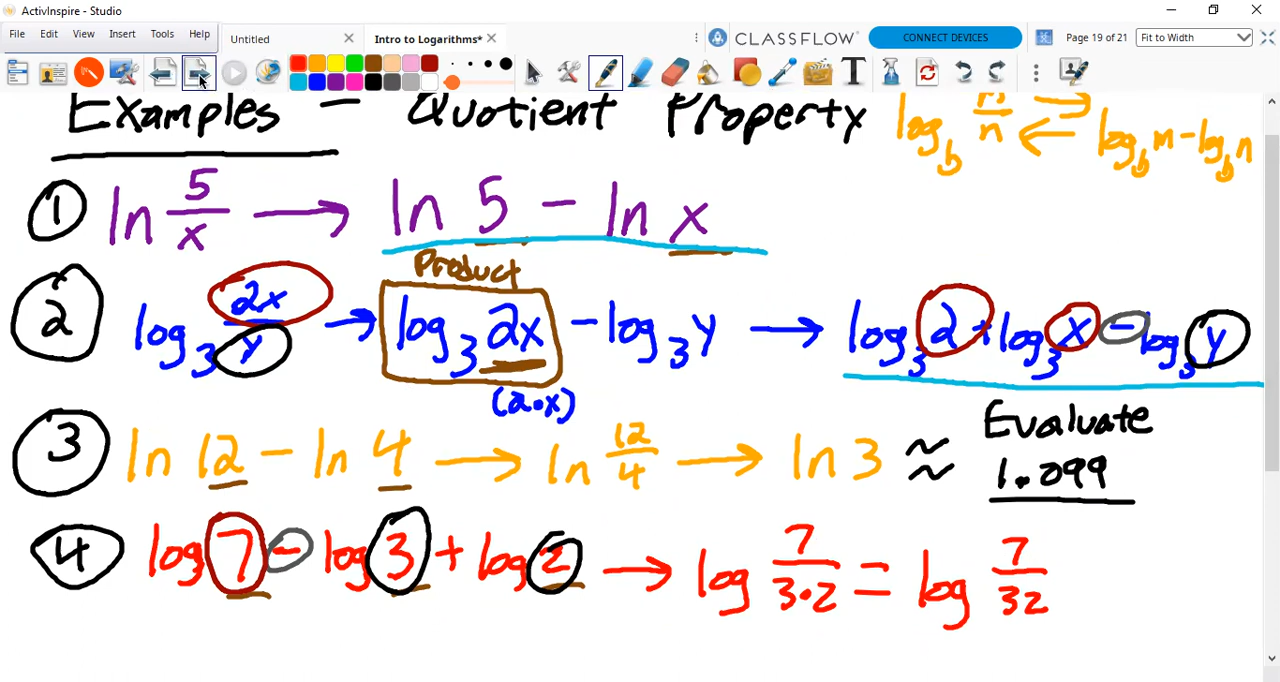 ActivInspire - Studio
File Edit View Insert Tools Help
Untitled
Intro to Logarithms*
CLASSFLOW
CONNECT DEVICES
Page 19 of 21
Fit to Width
Examples - Quotient Property
log_b m/n ⇄ log_b m - log_b n
① ln 5/x → ln 5 - ln x
Product
② log_3 2x/y → log_3 2x - log_3 y → log_3 2 + log_3 x - log_3 y
(2·x)
Evaluate
③ ln 12 - ln 4 → ln 12/4 → ln 3 ≈ 1.099
④ log 7 - log 3 + log 2 → log 7/3·2 = log 7/32